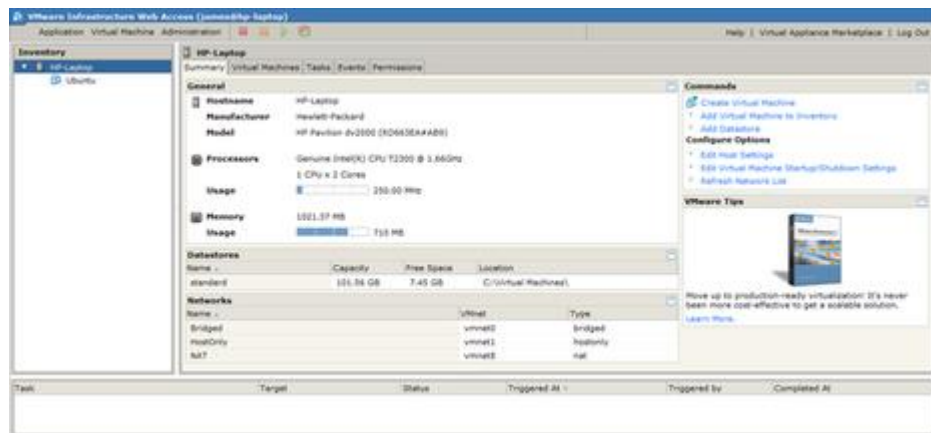 VMware Infrastructure Web Access (james@hp-laptop)
Application Virtual Machine Administration
Help | Virtual Appliance Marketplace | Log Out
Inventory
HP-Laptop
Ubuntu
HP-Laptop
Summary Virtual Machines Tasks Events Permissions
General
Hostname HP-Laptop
Manufacturer Hewlett-Packard
Model HP Pavilion dv2000 (RD663EA#ABB)
Processors Genuine Intel(R) CPU T2300 @ 1.66GHz
1 CPU x 2 Cores
Usage 250.00 MHz
Memory 1021.57 MB
Usage 710 MB
Commands
Create Virtual Machine
Add Virtual Machine to Inventory
Add Datastore
Configure Options
Edit Host Settings
Edit Virtual Machine Startup/Shutdown Settings
Refresh Network List
VMware Tips
Move up to production-ready virtualization! It's never
been more cost-effective to get a scalable solution.
Learn More.
Datastores
Name Capacity Free Space Location
standard 101.56 GB 7.45 GB C:\Virtual Machines\
Networks
Name VMnet Type
Bridged vmnet0 bridged
HostOnly vmnet1 hostonly
NAT vmnet8 nat
Task Target Status Triggered At Triggered by Completed At